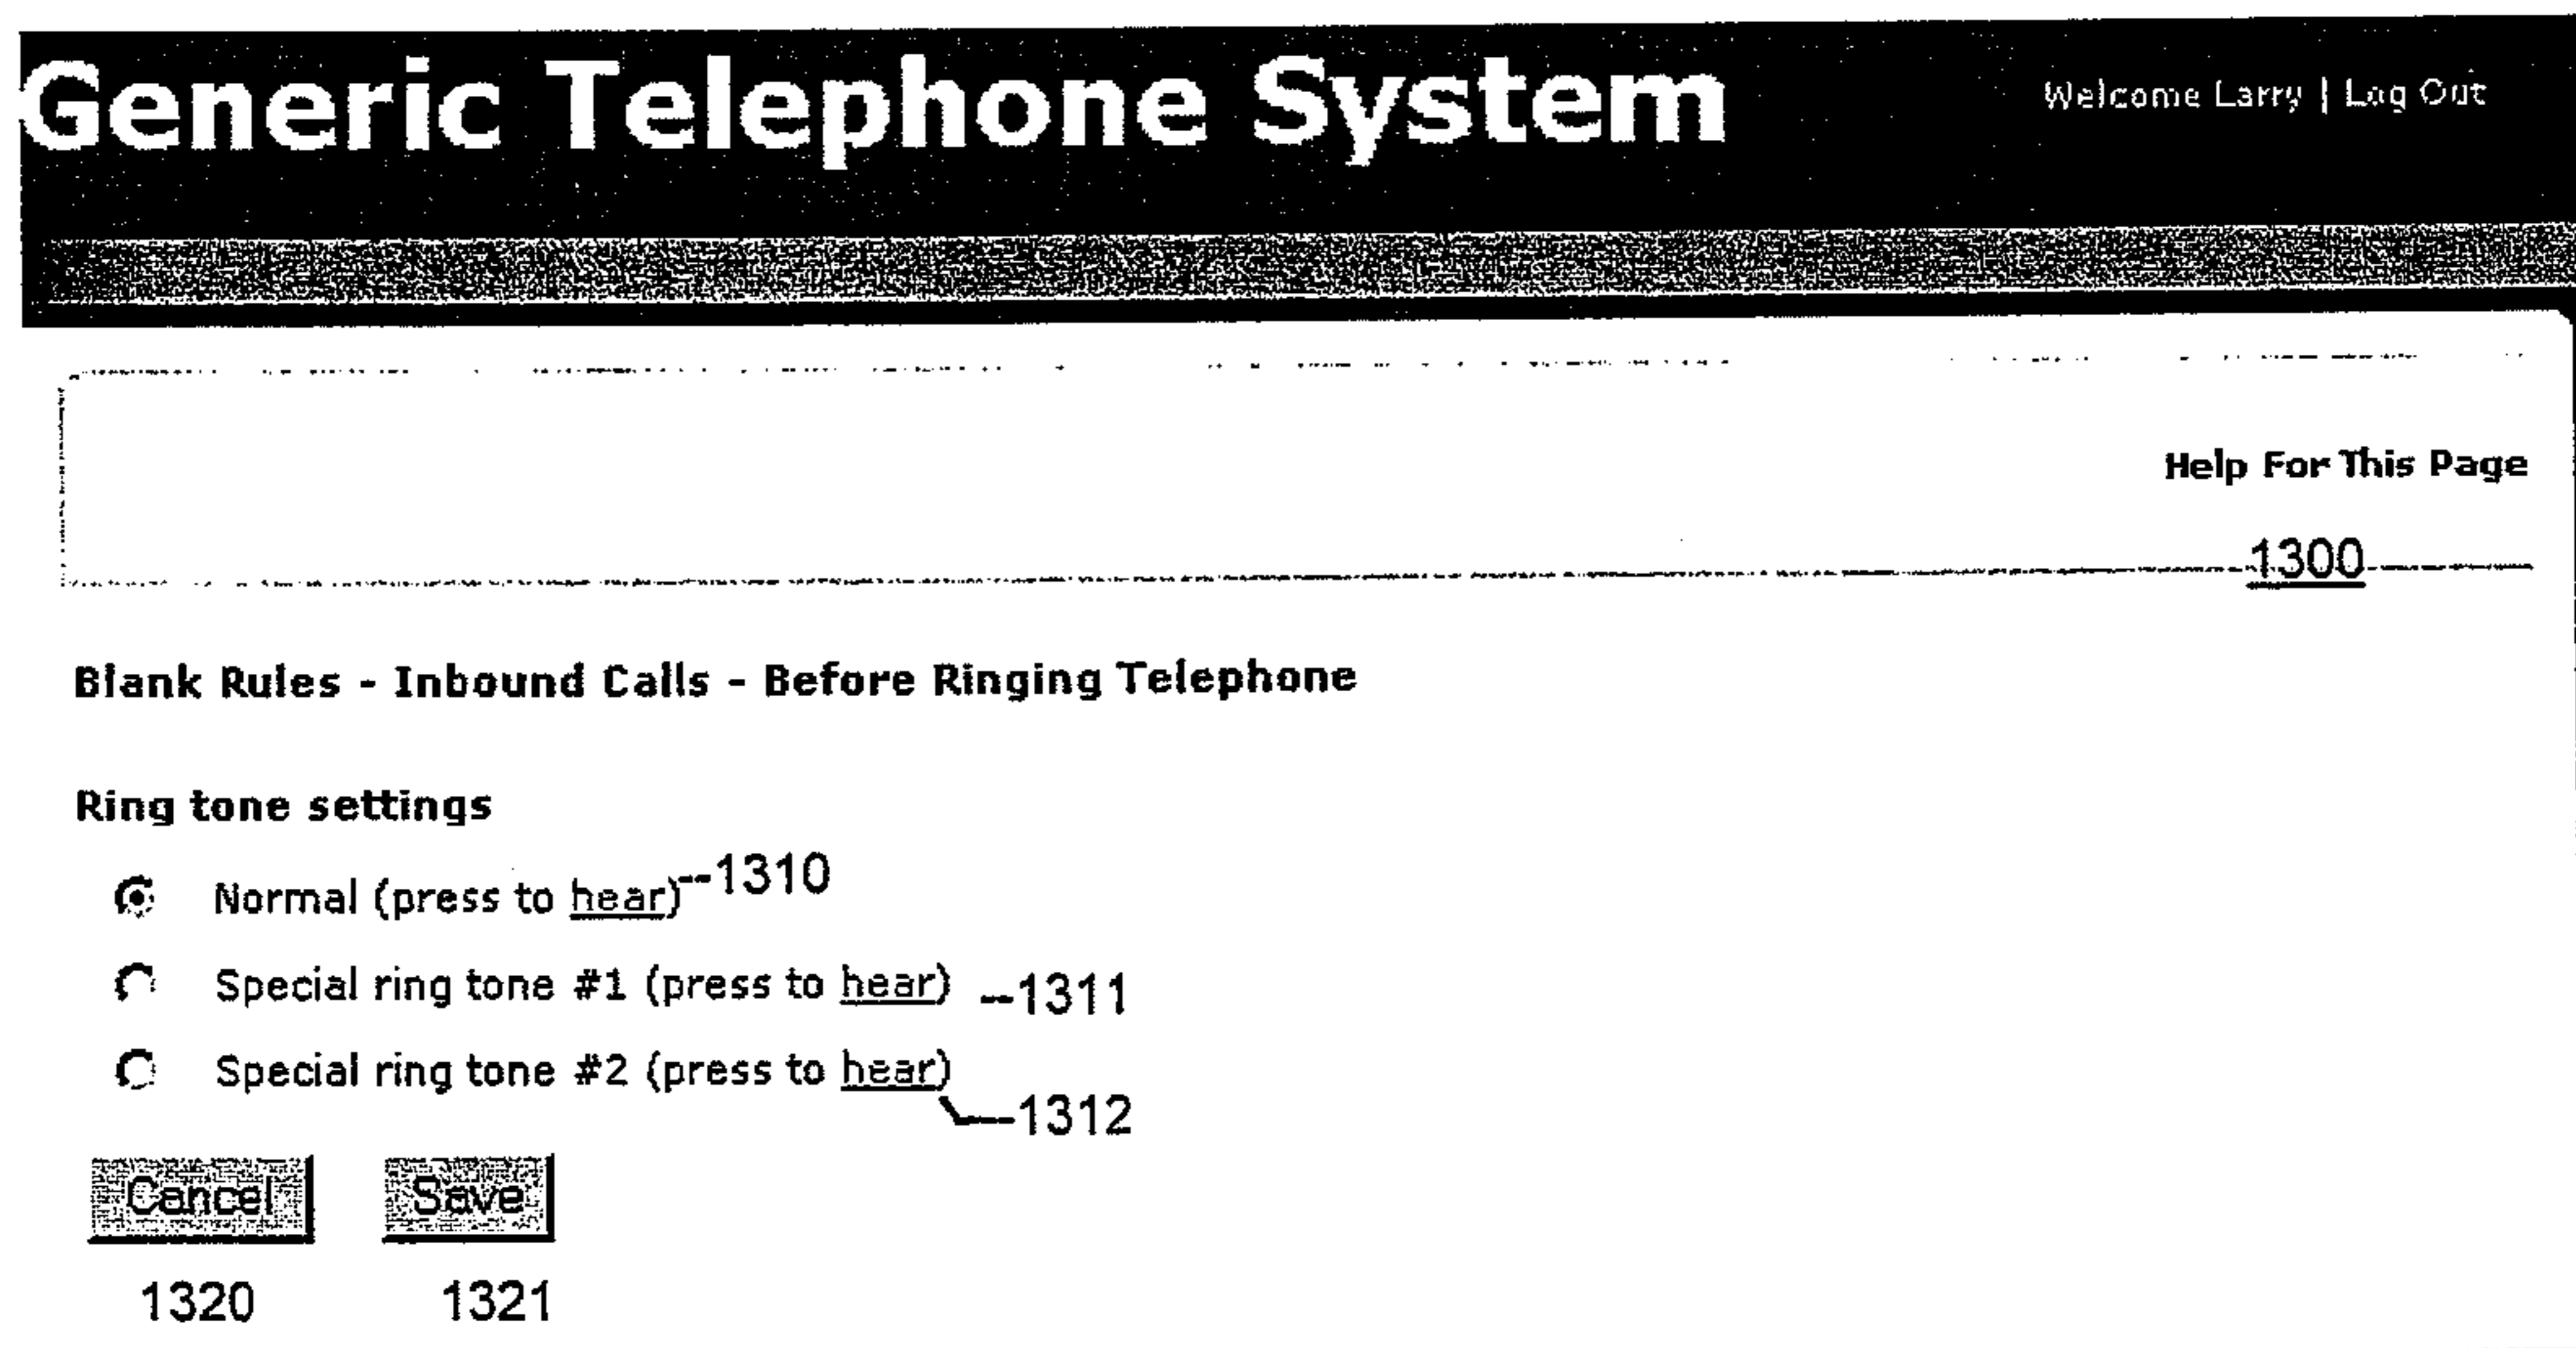 Generic Telephone System
Welcome Larry | Log Out
Help For This Page
1300
Blank Rules - Inbound Calls - Before Ringing Telephone
Ring tone settings
Normal (press to hear)--1310
Special ring tone #1 (press to hear) --1311
Special ring tone #2 (press to hear)
---1312
Cancel Save
1320 1321